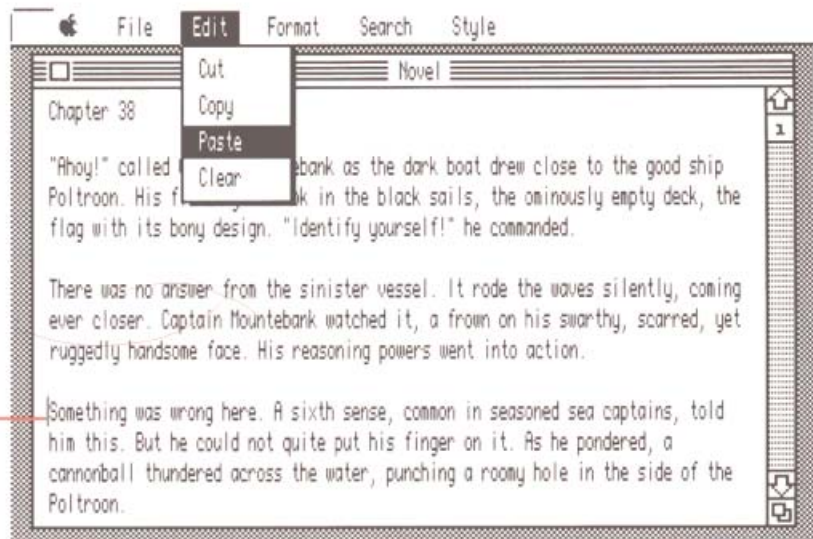 File Edit Format Search Style
Cut
Copy
Paste
Clear
Novel
1
Chapter 38
"Ahoy!" called ebank as the dark boat drew close to the good ship
Poltroon. His f k in the black sails, the ominously empty deck, the
flag with its bony design. "Identify yourself!" he commanded.
There was no answer from the sinister vessel. It rode the waves silently, coming
ever closer. Captain Mountebank watched it, a frown on his swarthy, scarred, yet
ruggedly handsome face. His reasoning powers went into action.
Something was wrong here. A sixth sense, common in seasoned sea captains, told
him this. But he could not quite put his finger on it. As he pondered, a
cannonball thundered across the water, punching a roomy hole in the side of the
Poltroon.